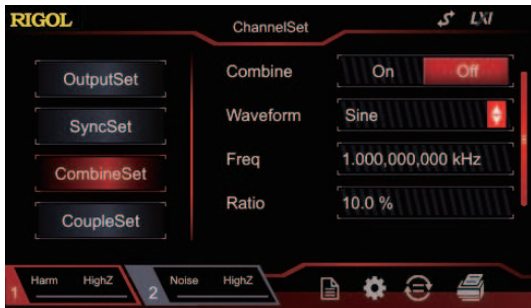 RIGOL
ChannelSet
LXI
OutputSet
SyncSet
CombineSet
CoupleSet
Combine On Off
Waveform Sine
Freq 1.000,000,000 kHz
Ratio 10.0 %
1 Harm HighZ
2 Noise HighZ